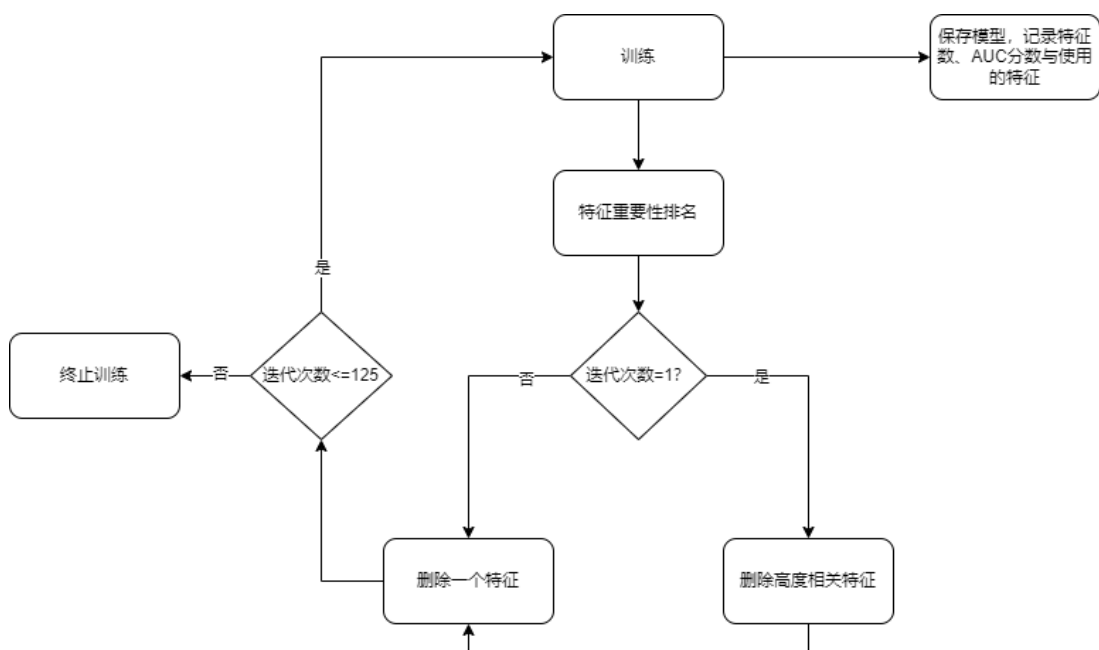 训练
保存模型，记录特征
数、AUC分数与使用
的特征
特征重要性排名
是
终止训练
否
迭代次数<=125
否
迭代次数=1?
是
删除一个特征
删除高度相关特征